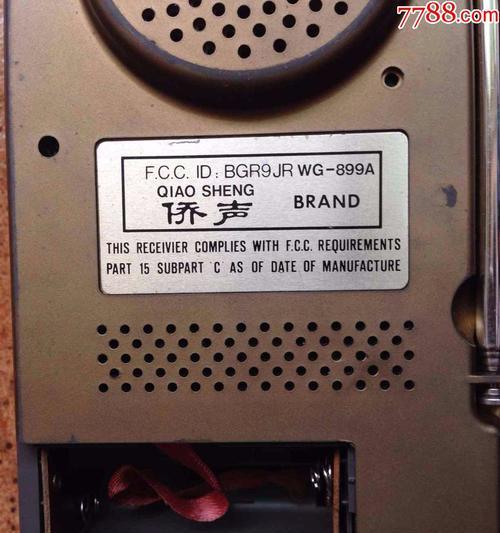 7788.com
F.C.C. ID: BGR9JR WG-899A
QIAO SHENG
侨声 BRAND
THIS RECEIVIER COMPLIES WITH F.C.C. REQUIREMENTS
PART 15 SUBPART 'C' AS OF DATE OF MANUFACTURE